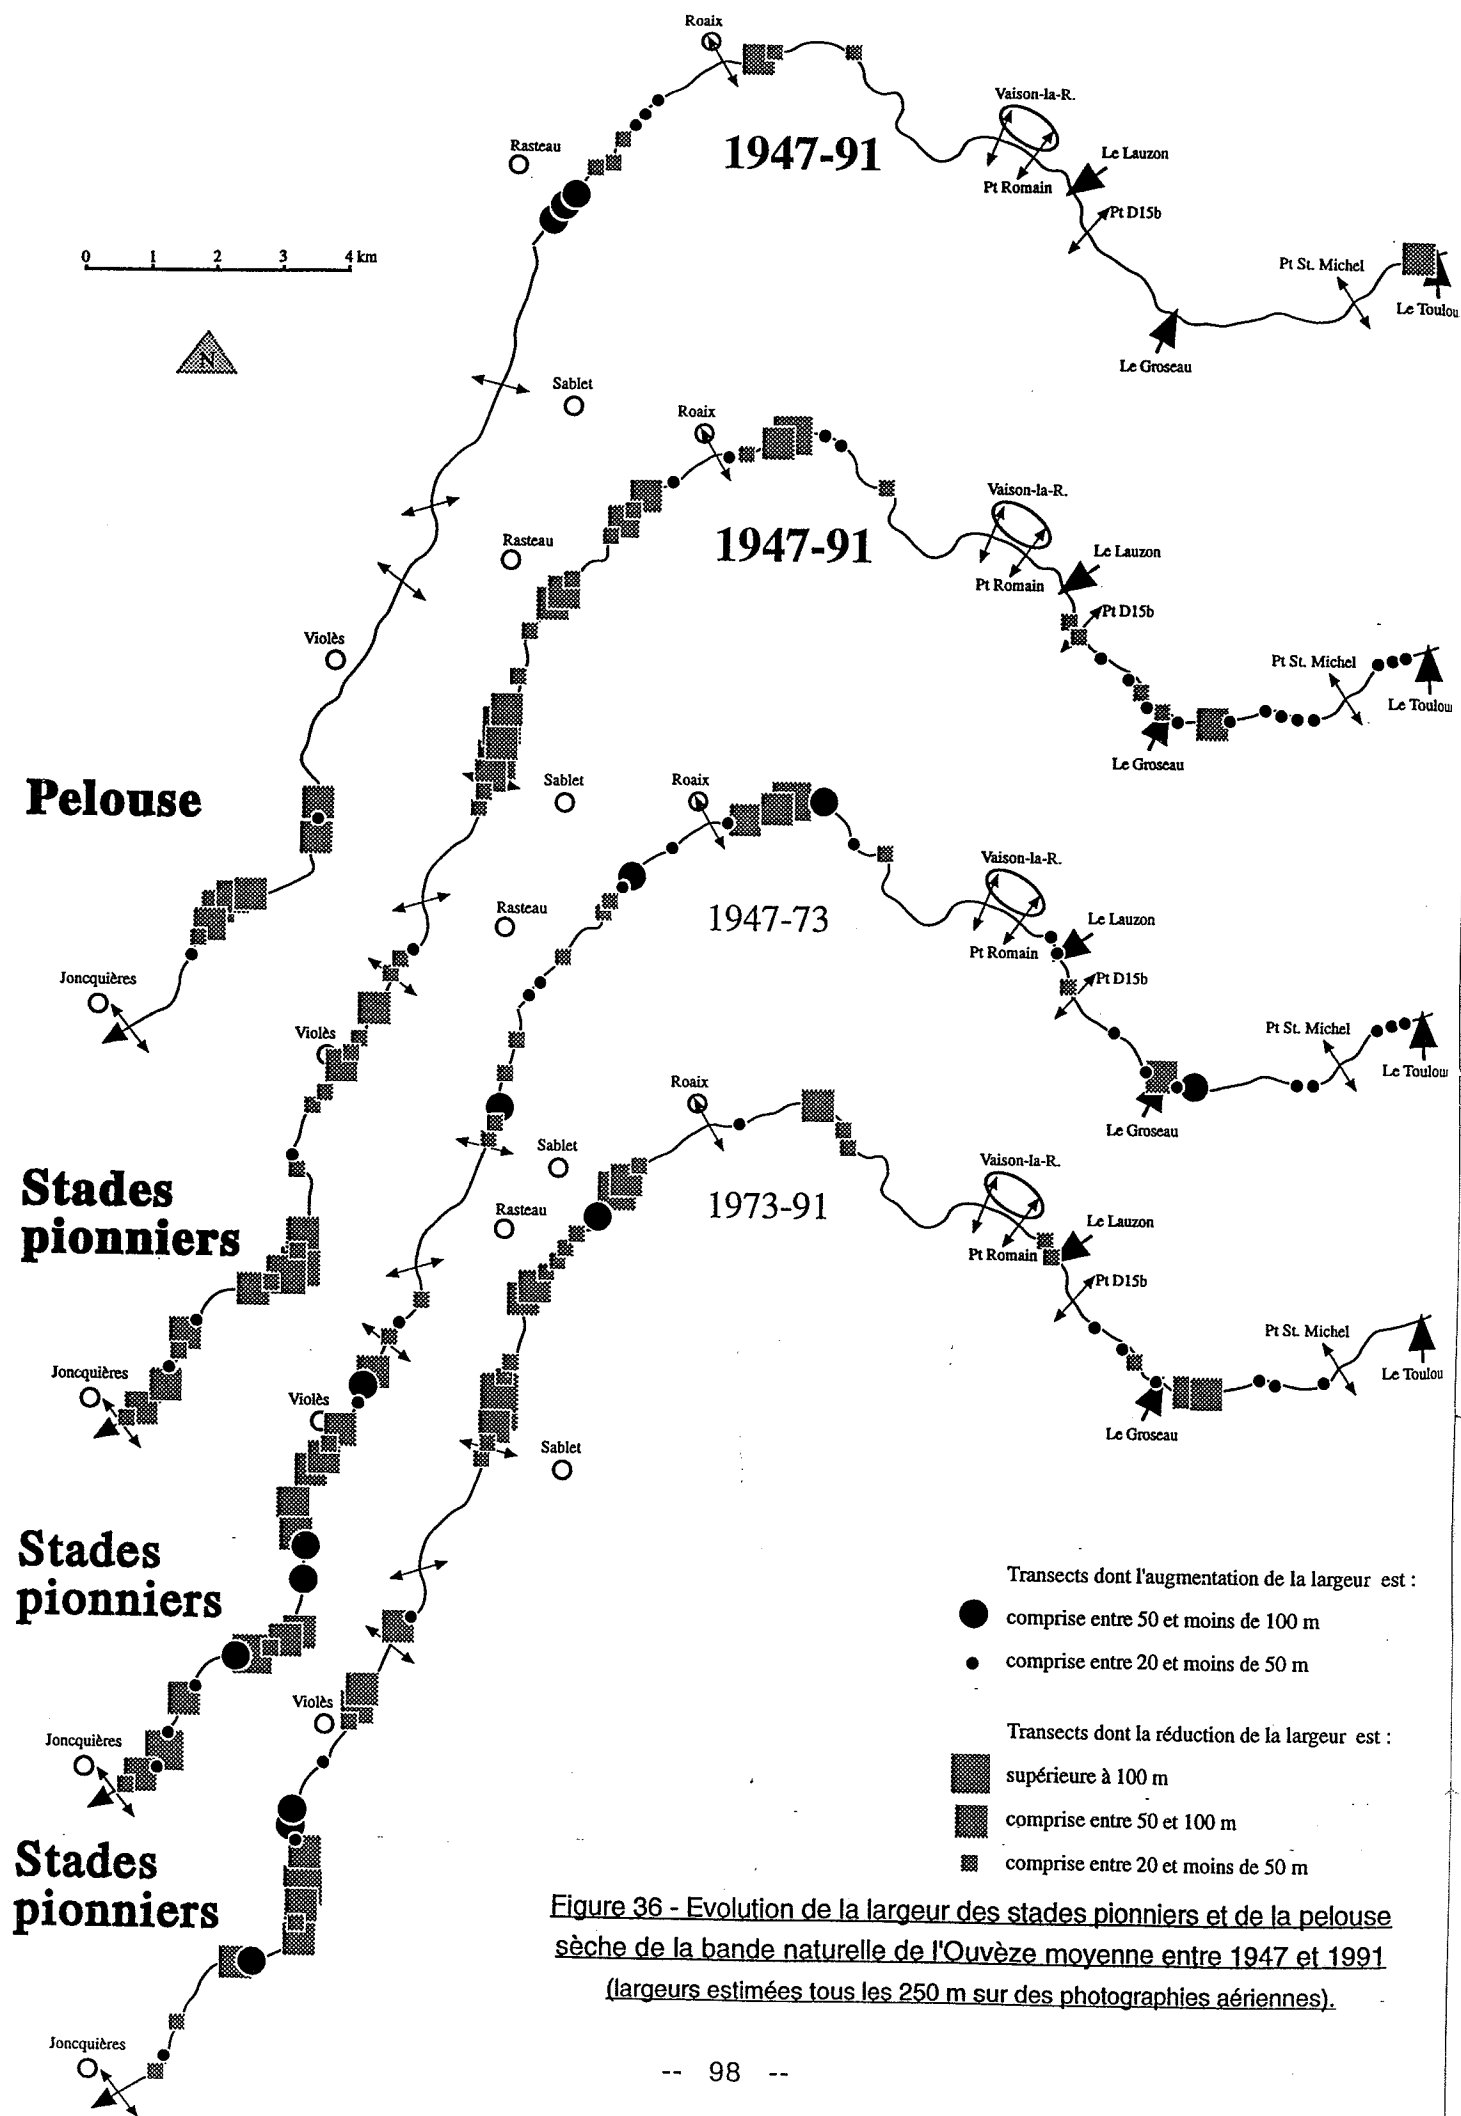 Roaix
Vaison-la-R.
1947-91
Le Lauzon
Rasteau
Pt Romain
Pt D15b
0 1 2 3 4 km
Pt St. Michel
Le Toulou
N
Le Groseau
Sablet
Roaix
Vaison-la-R.
1947-91
Rasteau
Le Lauzon
Pt Romain
Pt D15b
Violès
Pt St. Michel
Le Toulou
Le Groseau
Pelouse
Sablet
Roaix
Vaison-la-R.
Rasteau
1947-73
Le Lauzon
Pt Romain
Joncquières
Pt D15b
Violès
Pt St. Michel
Le Toulou
Roaix
Le Groseau
Sablet
Vaison-la-R.
Stades
pionniers
Rasteau
1973-91
Le Lauzon
Pt Romain
Pt D15b
Pt St. Michel
Joncquières
Le Toulou
Violès
Le Groseau
Sablet
Stades
pionniers
Transects dont l'augmentation de la largeur est :
comprise entre 50 et moins de 100 m
comprise entre 20 et moins de 50 m
Violès
Joncquières
Transects dont la réduction de la largeur est :
supérieure à 100 m
comprise entre 50 et 100 m
comprise entre 20 et moins de 50 m
Stades
pionniers
Figure 36 - Evolution de la largeur des stades pionniers et de la pelouse
sèche de la bande naturelle de l'Ouvèze moyenne entre 1947 et 1991
(largeurs estimées tous les 250 m sur des photographies aériennes).
Joncquières
-- 98 --